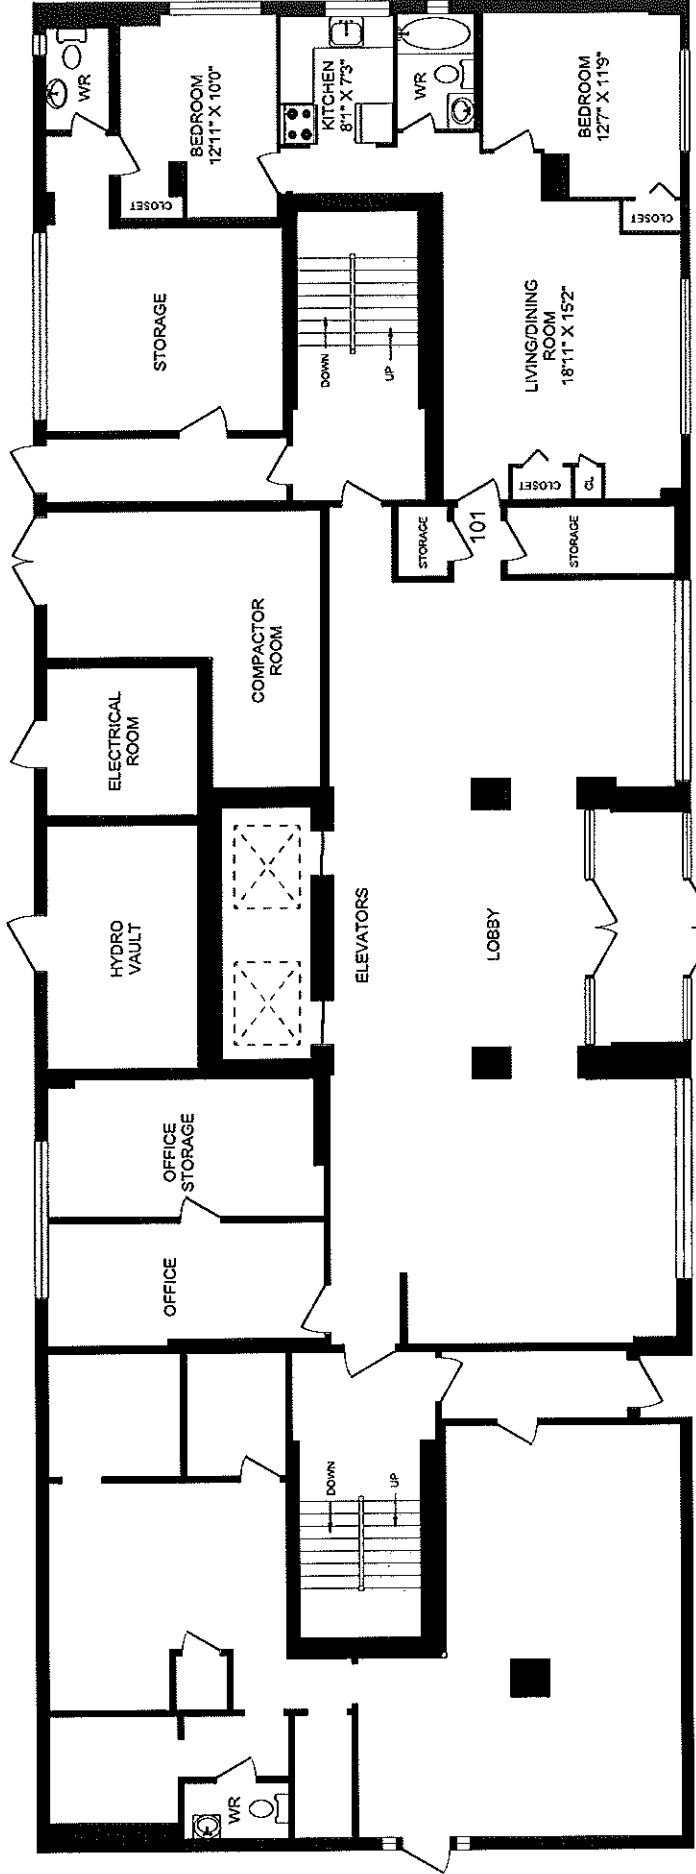 WR
BEDROOM
12'11" X 10'0"
CLOSET
KITCHEN
8'1" X 7'3"
WR
BEDROOM
12'7" X 11'9"
CLOSET
STORAGE
DOWN
UP
LIVING/DINING
ROOM
18'11" X 15'2"
CLOSET
CL.
STORAGE
101
STORAGE
COMPACTOR
ROOM
ELECTRICAL
ROOM
HYDRO
VAULT
ELEVATORS
LOBBY
OFFICE
STORAGE
OFFICE
DOWN
UP
WR